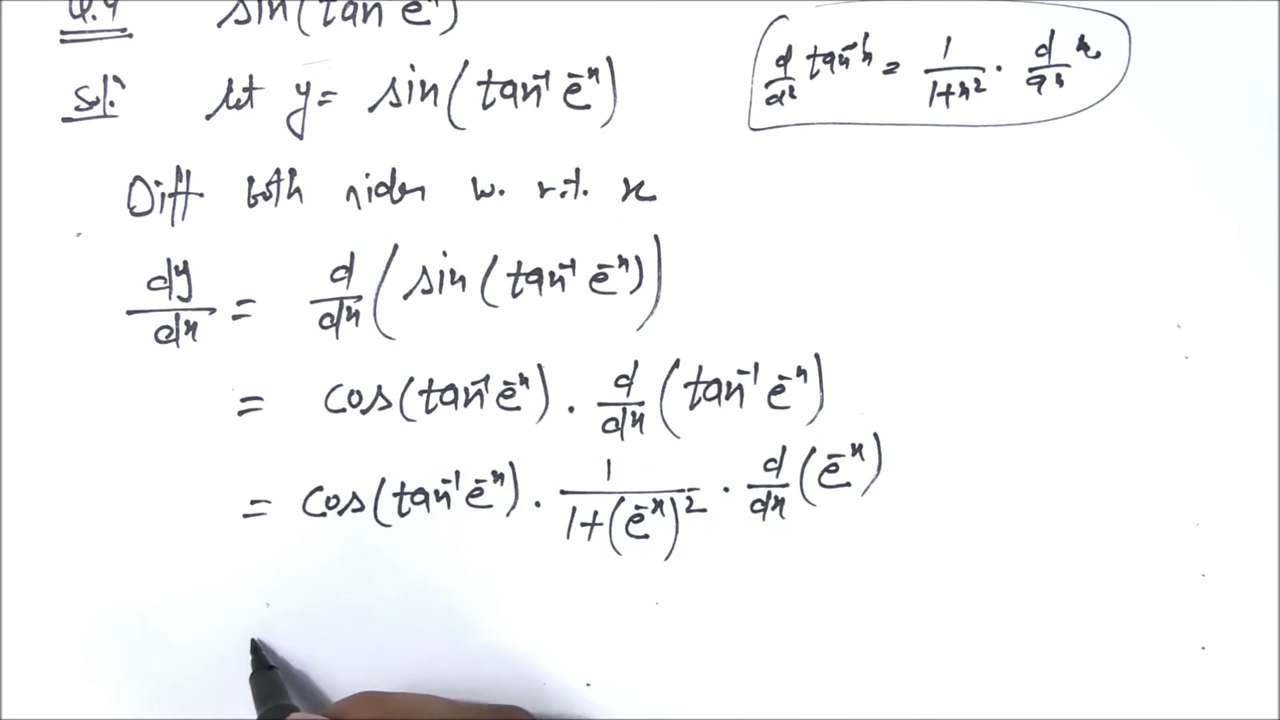 Q.4 sin(tan⁻¹ e⁻ˣ)
Sol: let y = sin(tan⁻¹ e⁻ˣ)
d/dx tan⁻¹x = 1/(1+x²) · d/dx x
Diff both sides w.r.t. x
dy/dx = d/dx (sin(tan⁻¹ e⁻ˣ))
= cos(tan⁻¹ e⁻ˣ) · d/dx (tan⁻¹ e⁻ˣ)
= cos(tan⁻¹ e⁻ˣ) · 1/(1+(e⁻ˣ)²) · d/dx (e⁻ˣ)